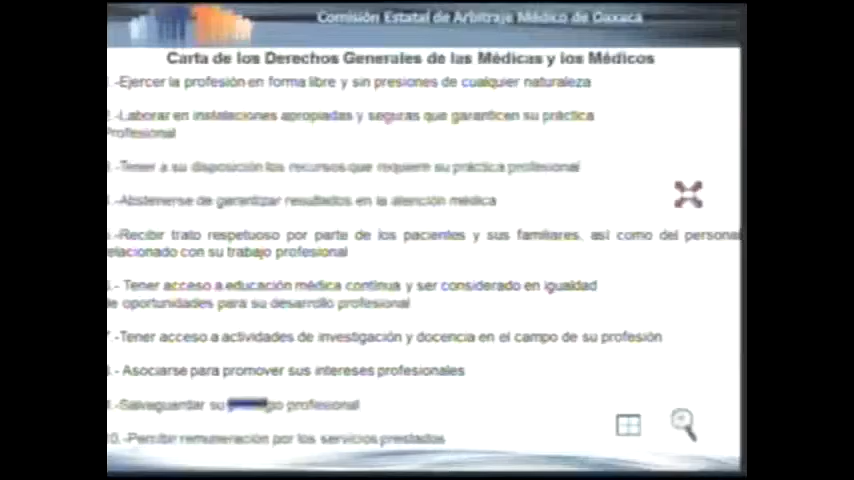 Comisión Estatal de Arbitraje Médico de Oaxaca
Carta de los Derechos Generales de las Médicas y los Médicos
.-Ejercer la profesión en forma libre y sin presiones de cualquier naturaleza
.-Laborar en instalaciones apropiadas y seguras que garanticen su práctica
Profesional
.-Tener a su disposición los recursos que requiere su práctica profesional
.-Abstenerse de garantizar resultados en la atención médica
.-Recibir trato respetuoso por parte de los pacientes y sus familiares, así como del personal
relacionado con su trabajo profesional
.- Tener acceso a educación médica continua y ser considerado en igualdad
de oportunidades para su desarrollo profesional
.-Tener acceso a actividades de investigación y docencia en el campo de su profesión
.- Asociarse para promover sus intereses profesionales
.-Salvaguardar su profesional
10.-Percibir remuneración por los servicios prestados